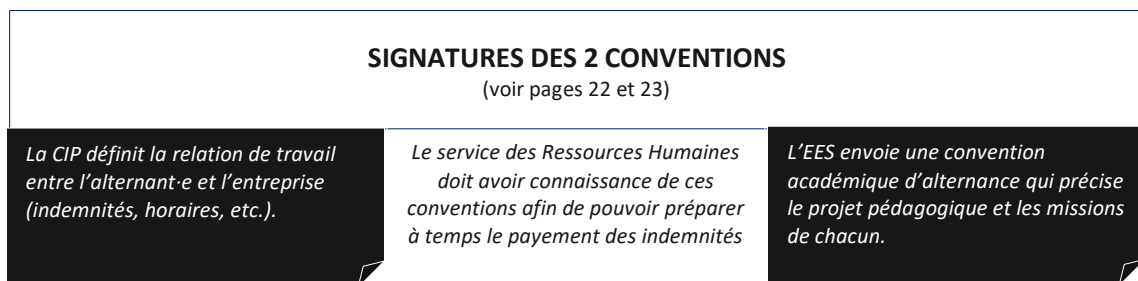 SIGNATURES DES 2 CONVENTIONS
(voir pages 22 et 23)
La CIP définit la relation de travail
entre l’alternant·e et l’entreprise
(indemnités, horaires, etc.).
Le service des Ressources Humaines
doit avoir connaissance de ces
conventions afin de pouvoir préparer
à temps le payement des indemnités
L’EES envoie une convention
académique d’alternance qui précise
le projet pédagogique et les missions
de chacun.